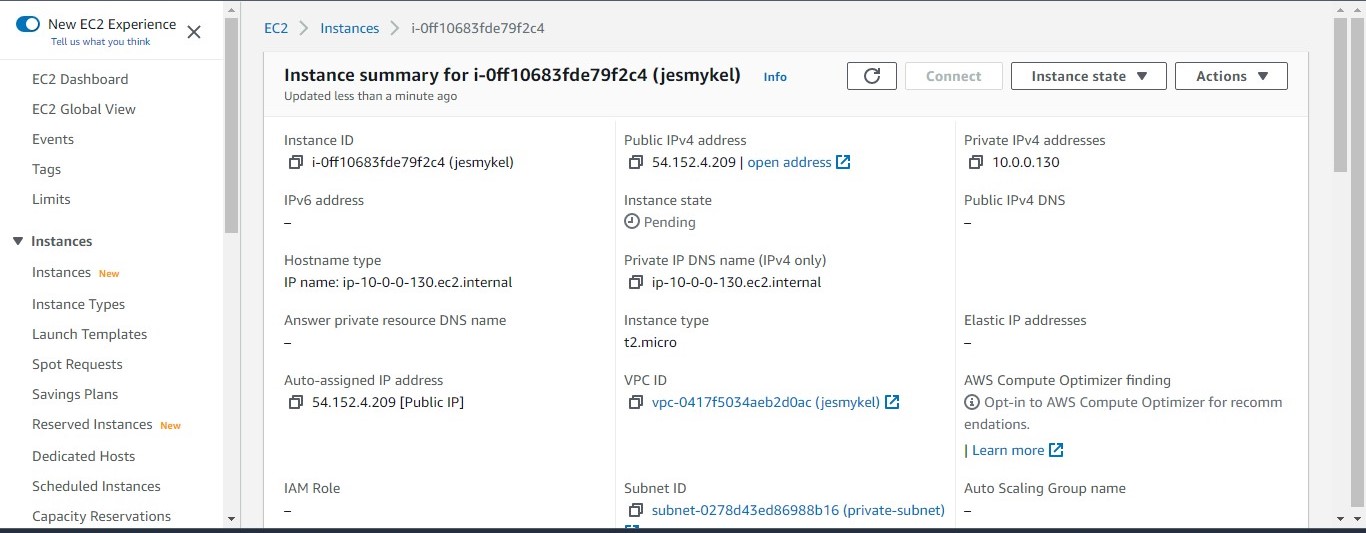 New EC2 Experience
Tell us what you think
EC2 Dashboard
EC2 Global View
Events
Tags
Limits
Instances
Instances New
Instance Types
Launch Templates
Spot Requests
Savings Plans
Reserved Instances New
Dedicated Hosts
Scheduled Instances
Capacity Reservations
EC2 > Instances > i-0ff10683fde79f2c4
Instance summary for i-0ff10683fde79f2c4 (jesmykel) Info
Updated less than a minute ago
Connect
Instance state
Actions
Instance ID
i-0ff10683fde79f2c4 (jesmykel)
Public IPv4 address
54.152.4.209 | open address
Private IPv4 addresses
10.0.0.130
IPv6 address
–
Instance state
Pending
Public IPv4 DNS
–
Hostname type
IP name: ip-10-0-0-130.ec2.internal
Private IP DNS name (IPv4 only)
ip-10-0-0-130.ec2.internal
Answer private resource DNS name
–
Instance type
t2.micro
Elastic IP addresses
–
Auto-assigned IP address
54.152.4.209 [Public IP]
VPC ID
vpc-0417f5034aeb2d0ac (jesmykel)
AWS Compute Optimizer finding
Opt-in to AWS Compute Optimizer for recomm
endations.
| Learn more
IAM Role
–
Subnet ID
subnet-0278d43ed86988b16 (private-subnet)
Auto Scaling Group name
–